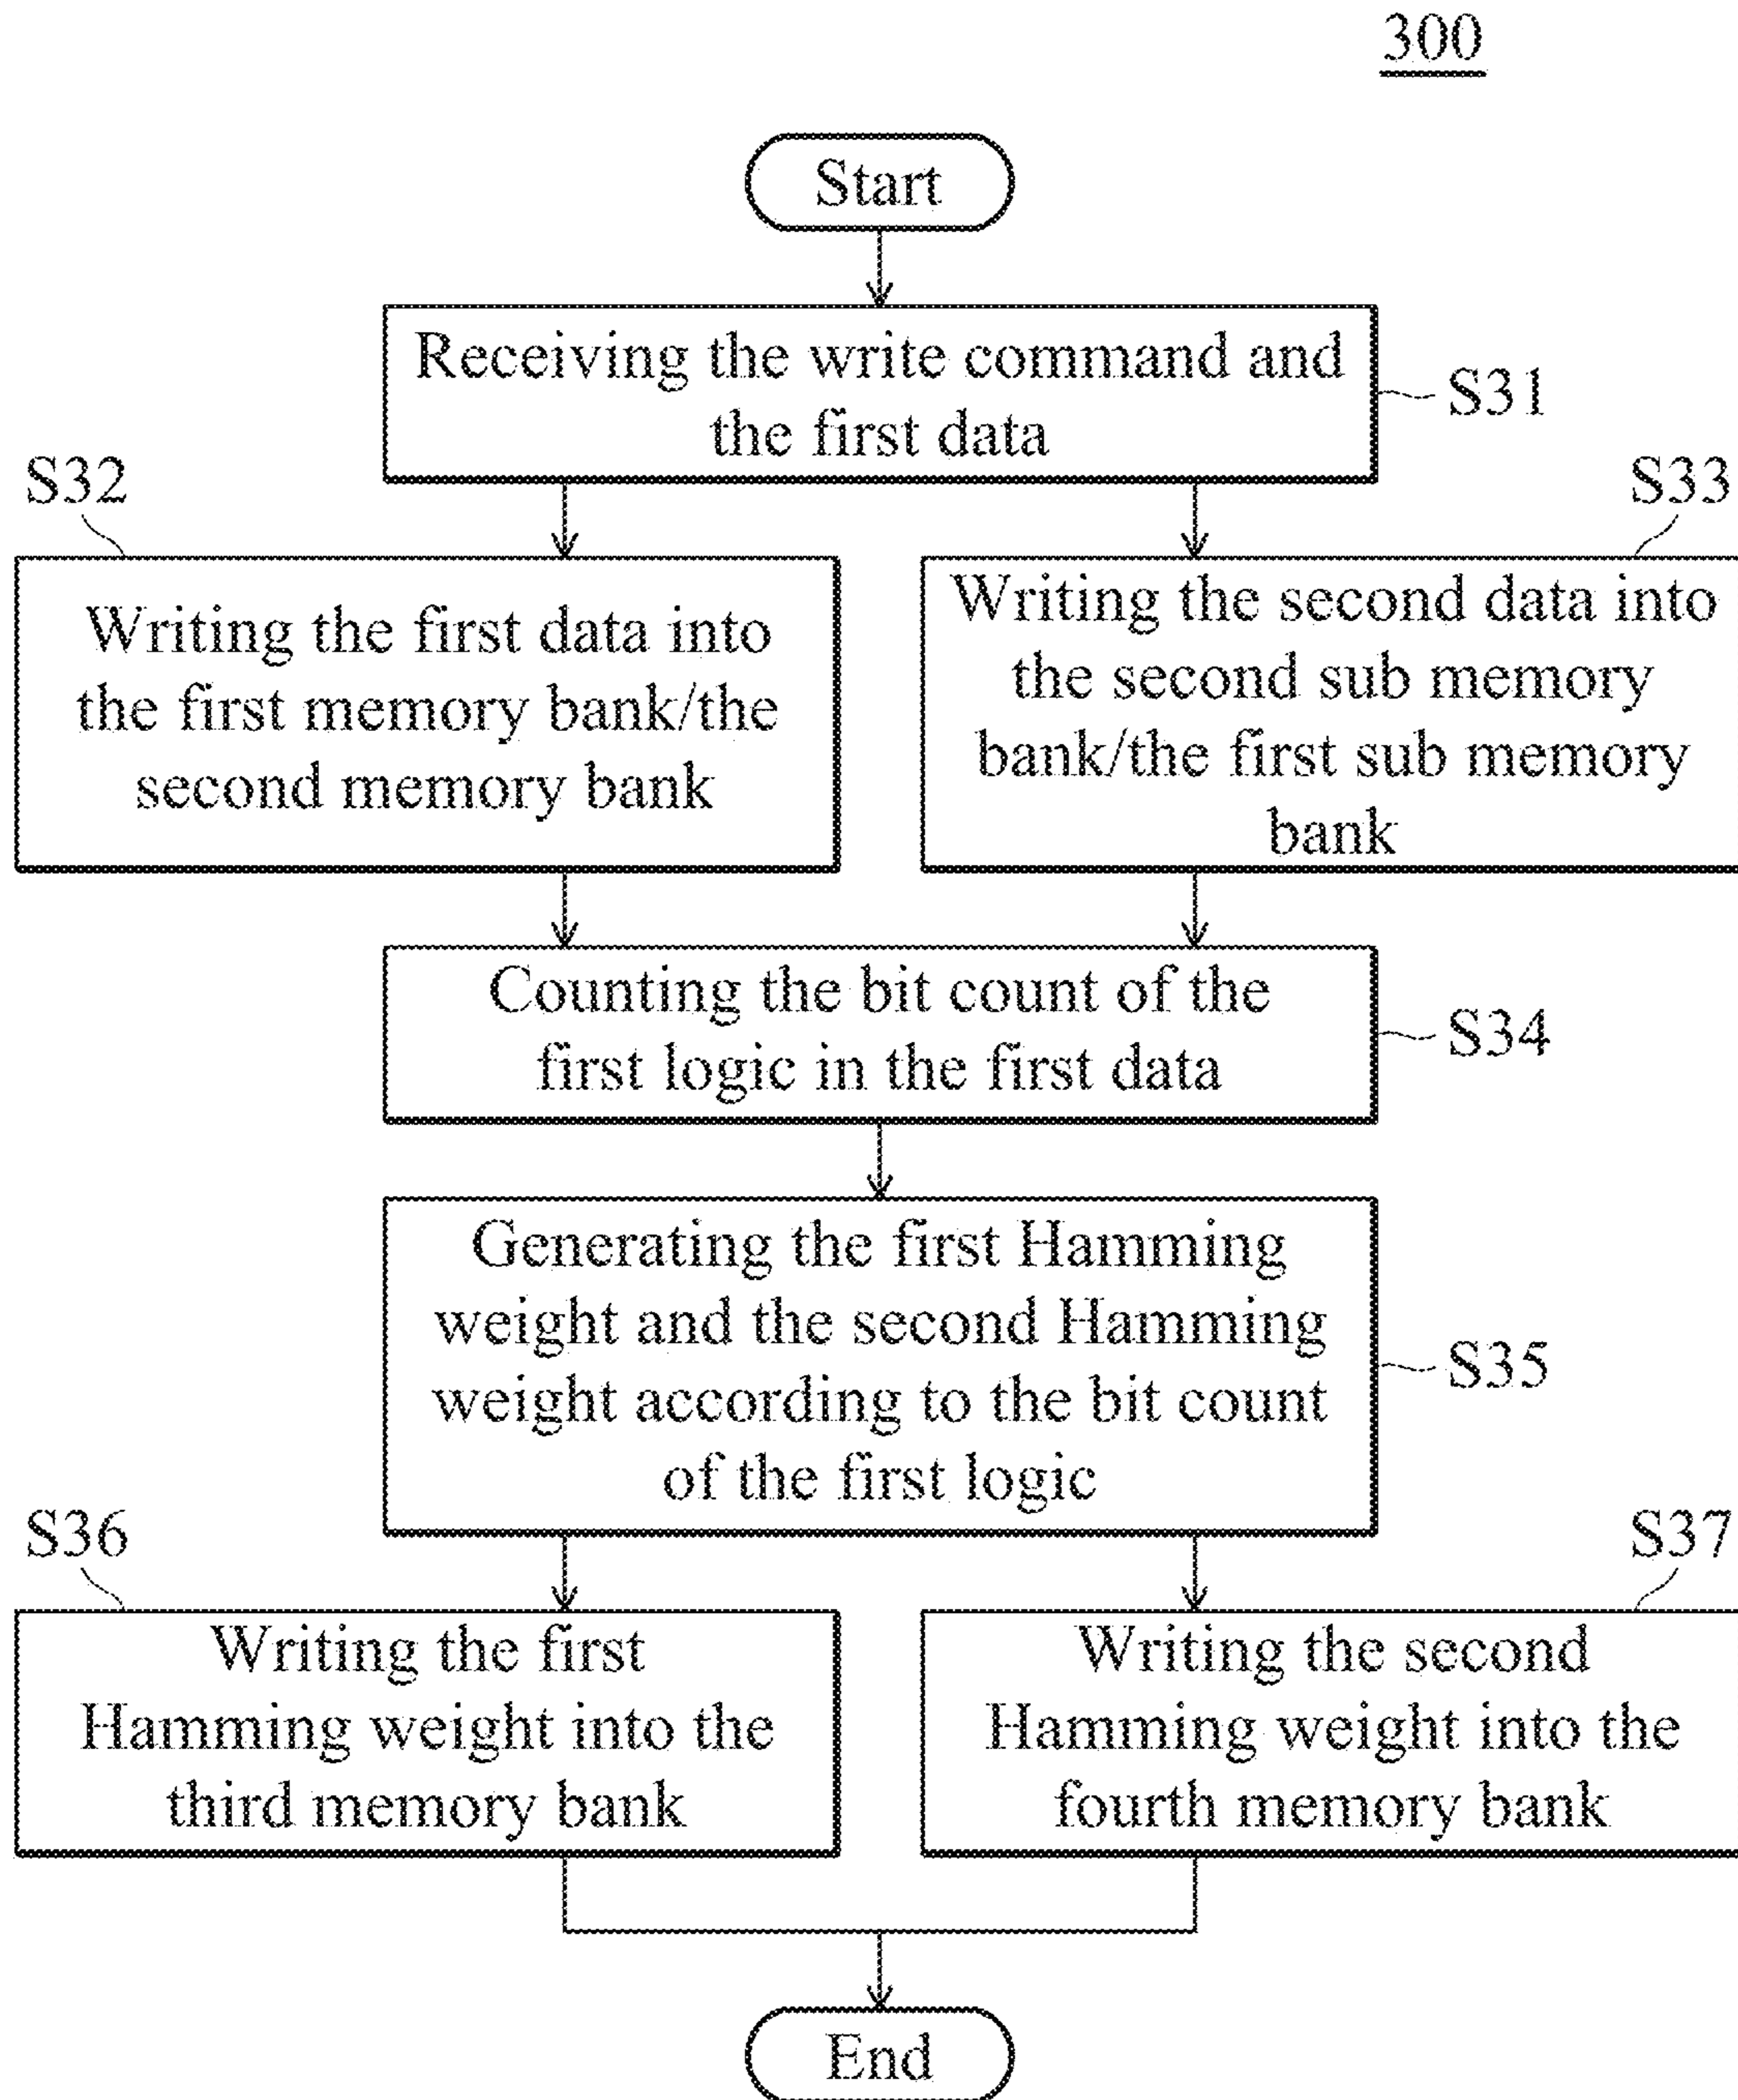 300
Start
Receiving the write command and
the first data
S31
S32
Writing the first data into
the first memory bank/the
second memory bank
S33
Writing the second data into
the second sub memory
bank/the first sub memory
bank
Counting the bit count of the
first logic in the first data
S34
Generating the first Hamming
weight and the second Hamming
weight according to the bit count
of the first logic
S35
S36
Writing the first
Hamming weight into the
third memory bank
S37
Writing the second
Hamming weight into the
fourth memory bank
End